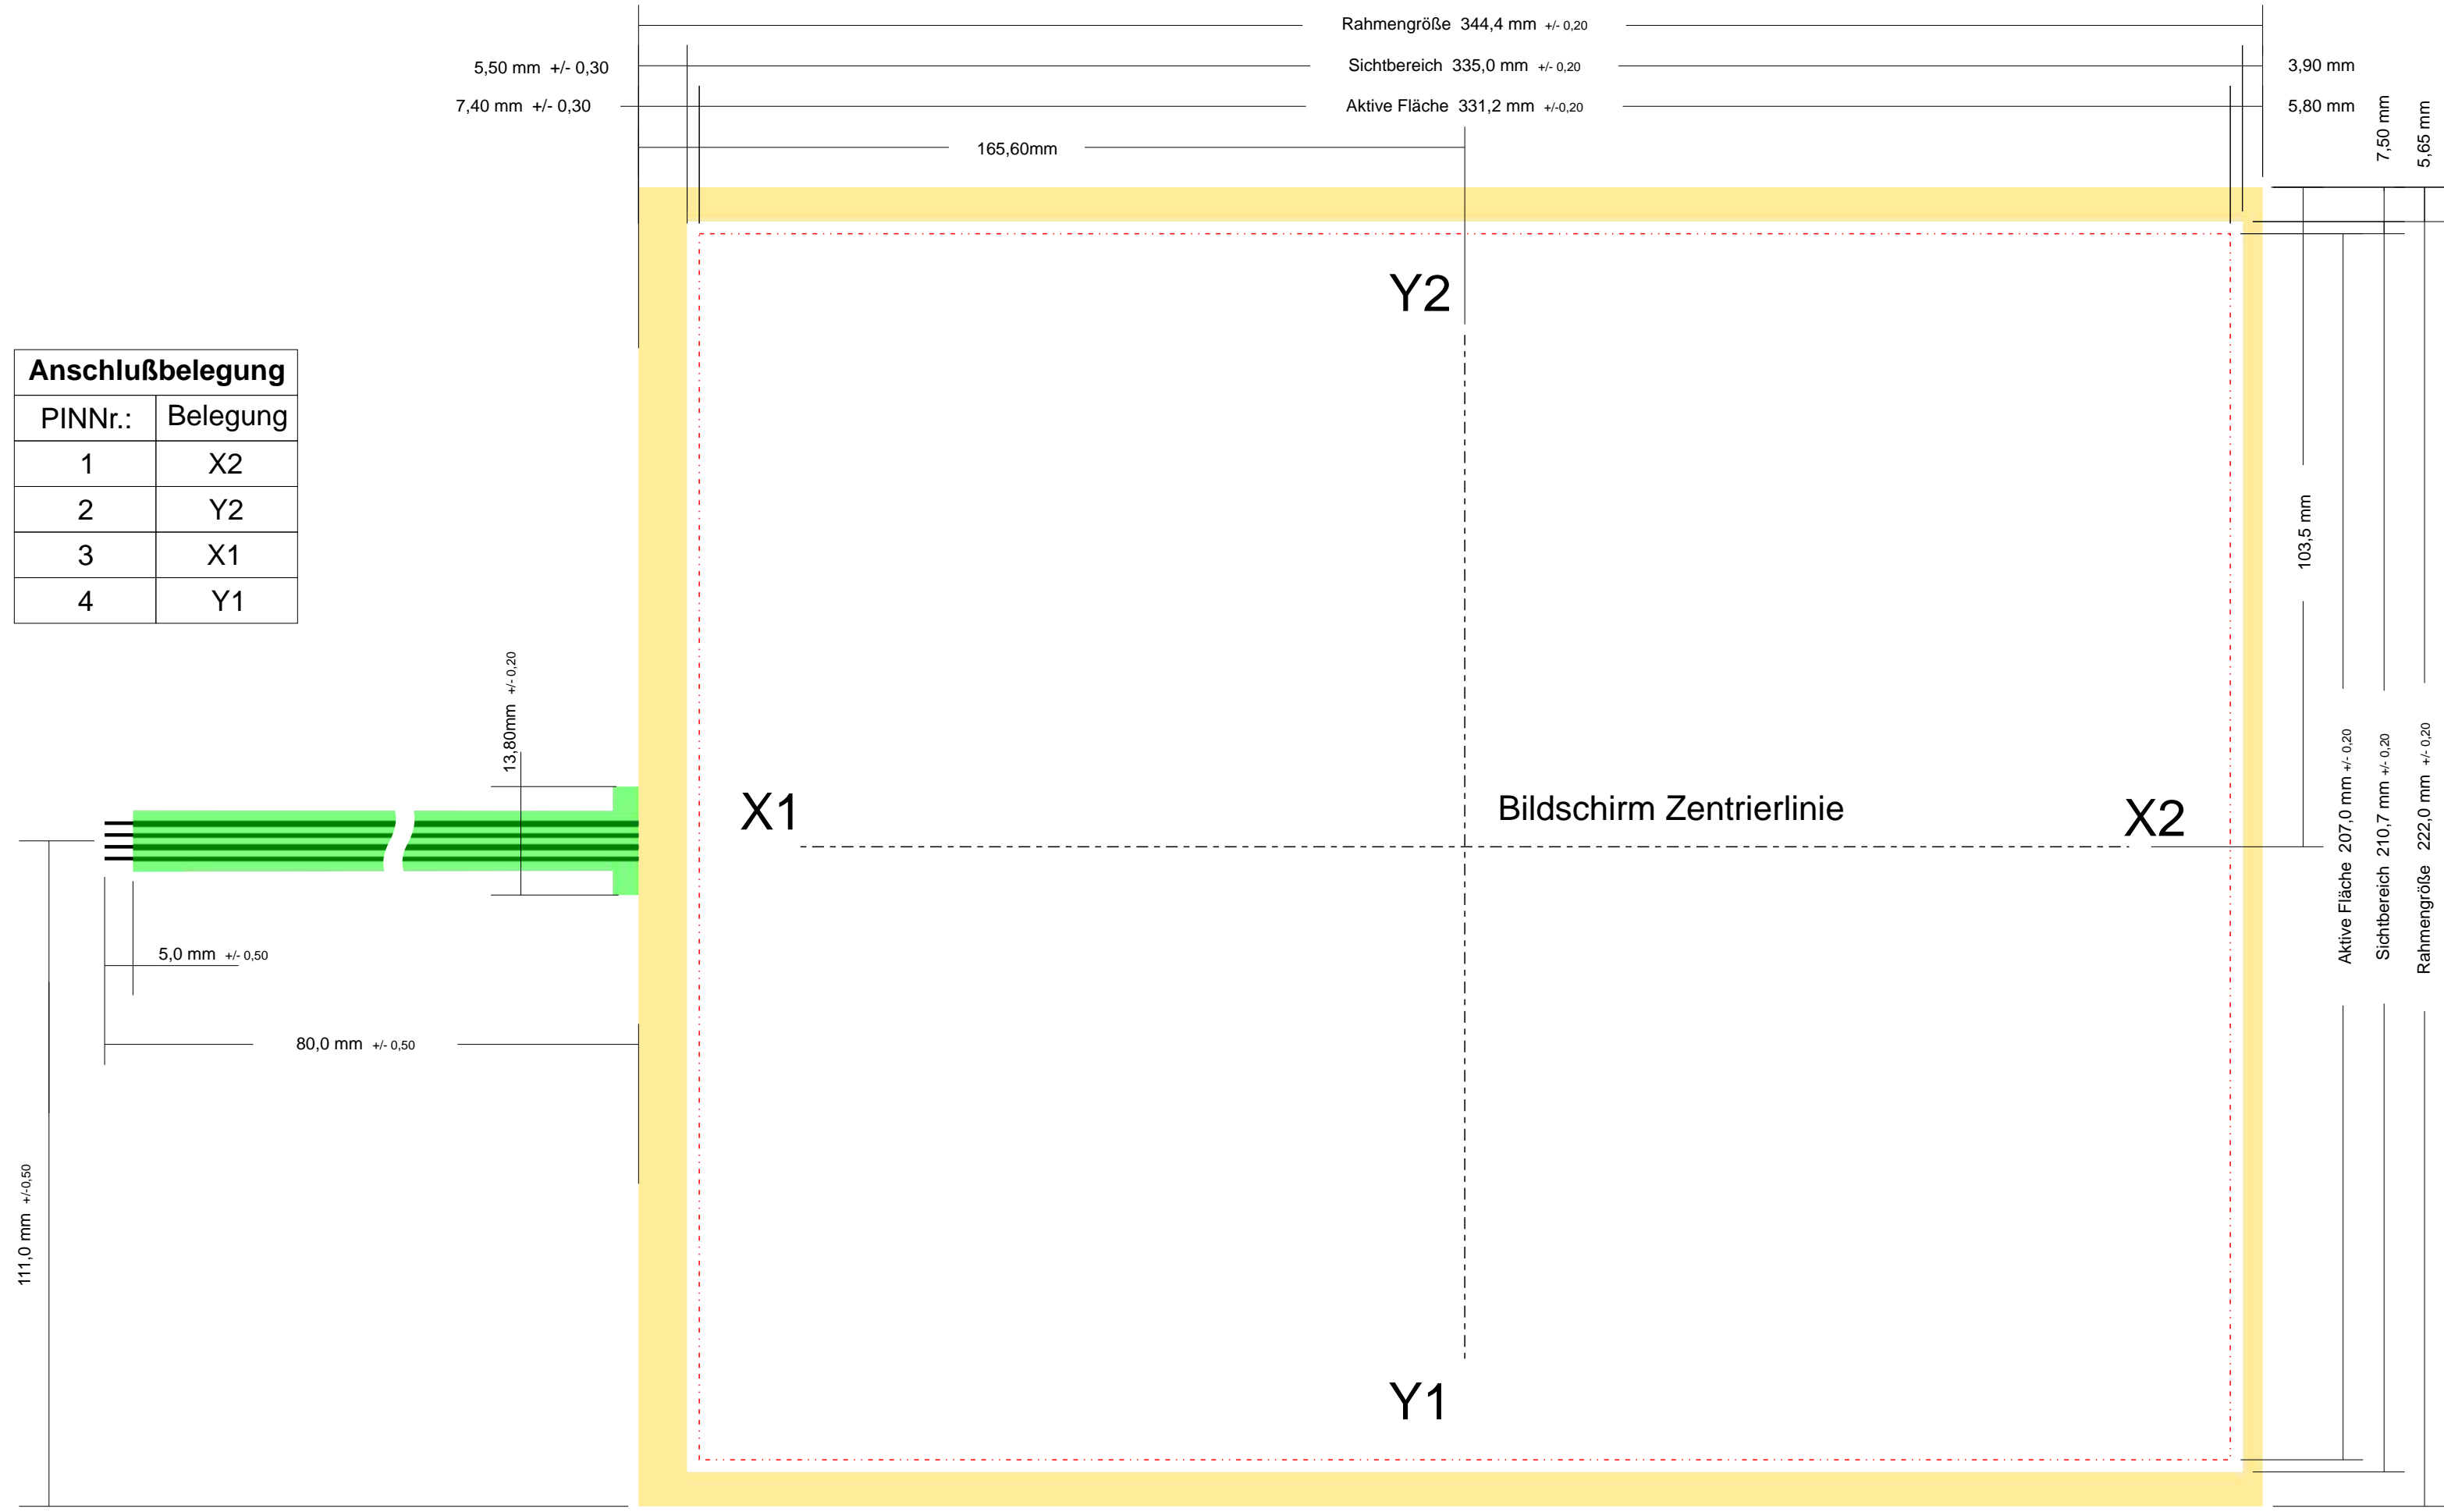 Rahmengröße 344,4 mm +/- 0,20
5,50 mm +/- 0,30
Sichtbereich 335,0 mm +/- 0,20
3,90 mm
7,40 mm +/- 0,30
Aktive Fläche 331,2 mm +/-0,20
5,80 mm
7,50 mm
5,65 mm
165,60mm
Y2
Anschlußbelegung
PINNr.: Belegung
1 X2
2 Y2
3 X1
4 Y1
103,5 mm
13,80mm +/- 0,20
X1
Bildschirm Zentrierlinie
X2
Aktive Fläche 207,0 mm +/- 0,20
Sichtbereich 210,7 mm +/- 0,20
Rahmengröße 222,0 mm +/- 0,20
5,0 mm +/- 0,50
80,0 mm +/- 0,50
111,0 mm +/-0,50
Y1